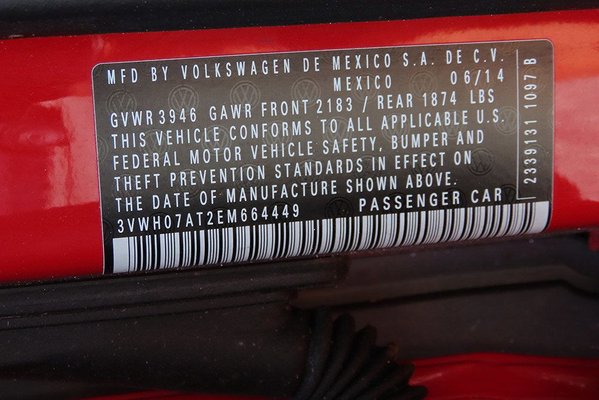 MFD BY VOLKSWAGEN DE MEXICO S.A. DE C.V.
MEXICO 06/14
GVWR 3946 GAWR FRONT 2183 / REAR 1874 LBS
THIS VEHICLE CONFORMS TO ALL APPLICABLE U.S.
FEDERAL MOTOR VEHICLE SAFETY, BUMPER AND
THEFT PREVENTION STANDARDS IN EFFECT ON
THE DATE OF MANUFACTURE SHOWN ABOVE.
3VWH07AT2EM664449 PASSENGER CAR
2339131 1097 B